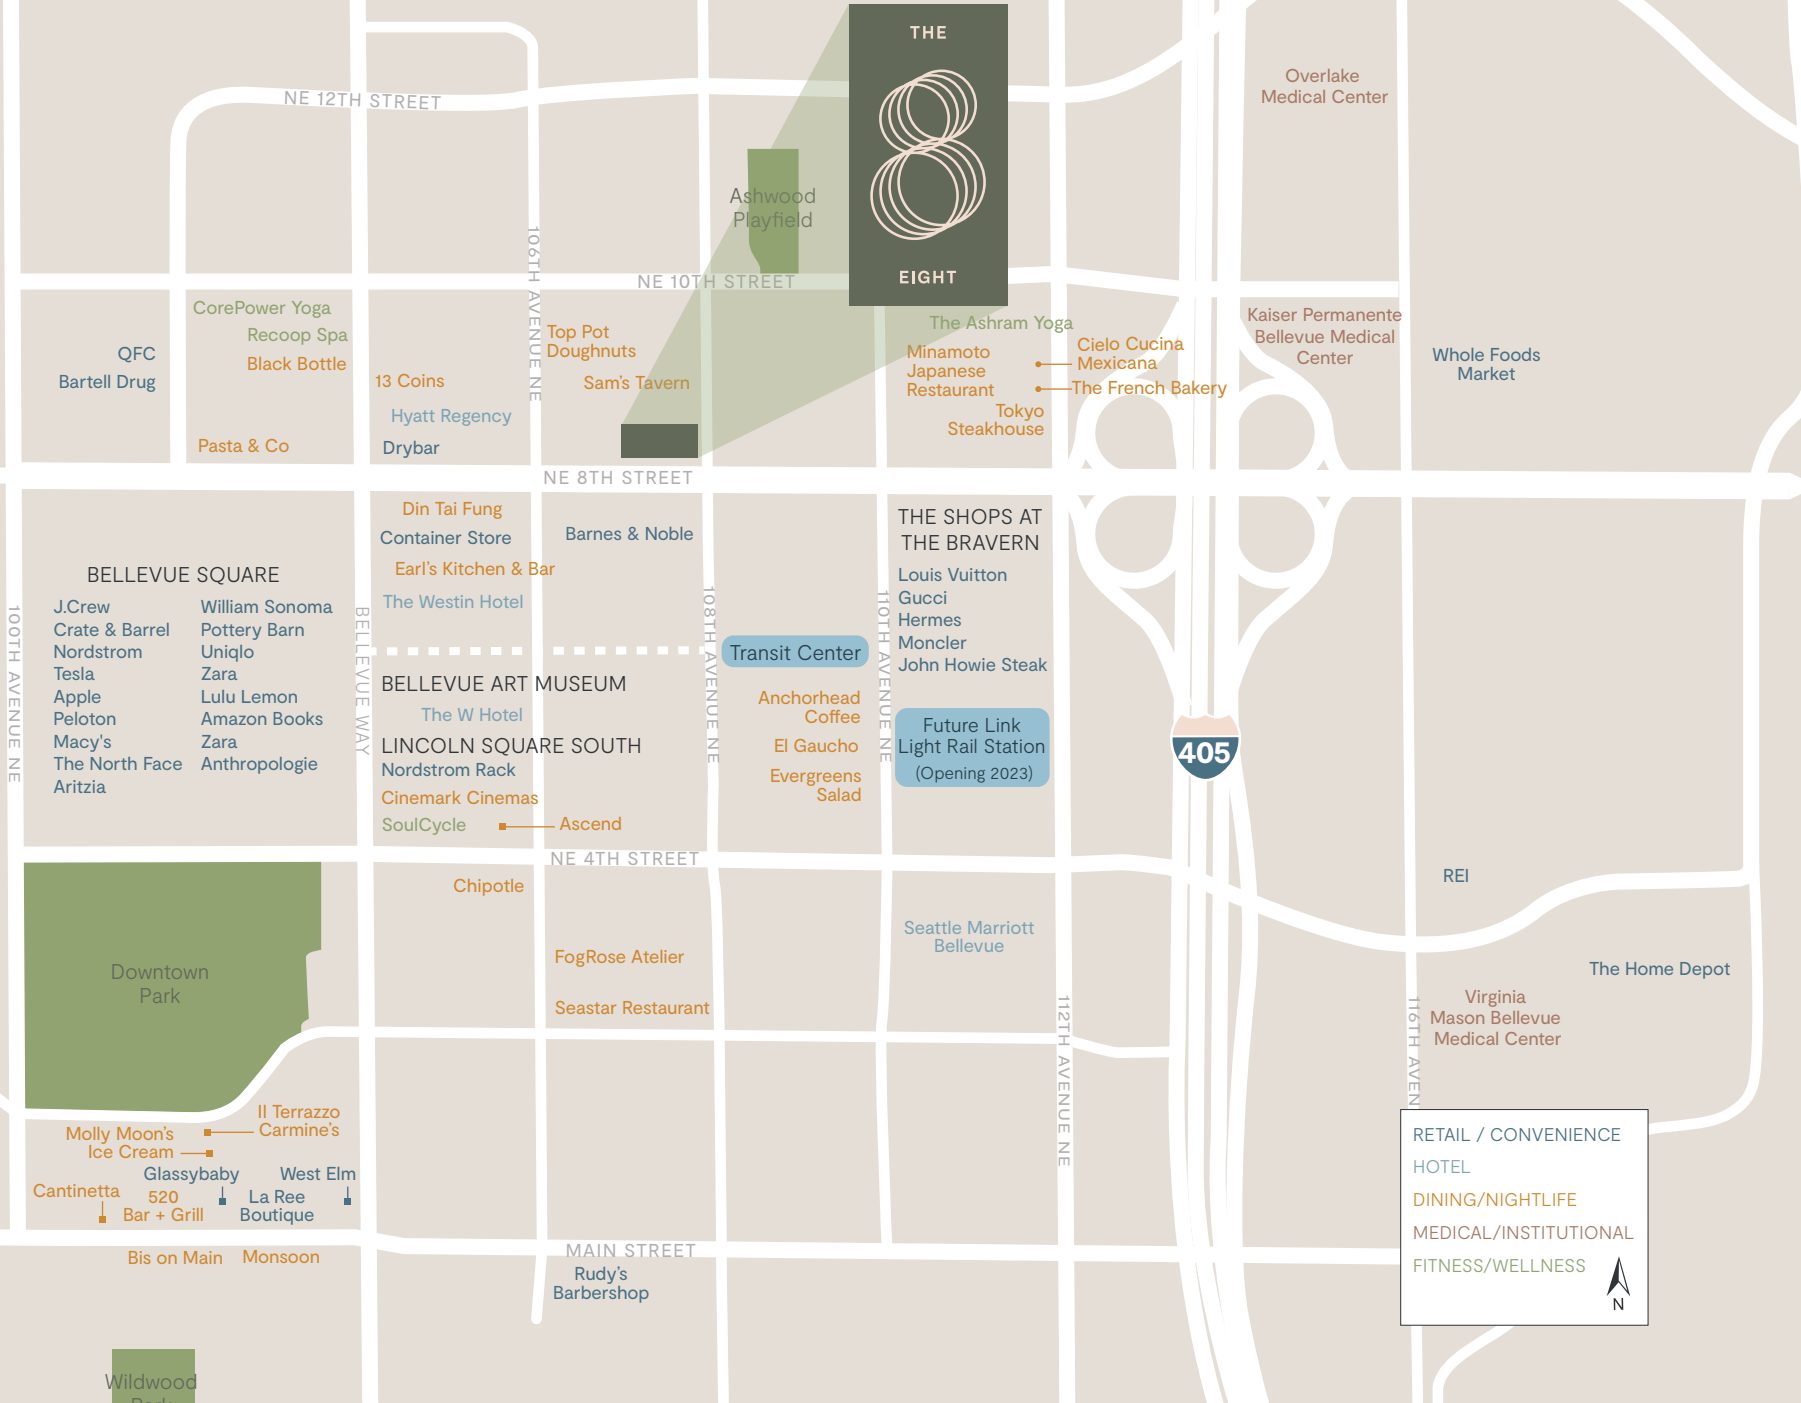 THE
EIGHT
Overlake
Medical Center
NE 12TH STREET
Ashwood
Playfield
106TH AVENUE NE
NE 10TH STREET
CorePower Yoga
Recoop Spa
Black Bottle
QFC
Bartell Drug
Pasta & Co
13 Coins
Hyatt Regency
Drybar
Top Pot
Doughnuts
Sam's Tavern
The Ashram Yoga
Minamoto
Japanese
Restaurant
Cielo Cucina
Mexicana
The French Bakery
Tokyo
Steakhouse
Kaiser Permanente
Bellevue Medical
Center
Whole Foods
Market
NE 8TH STREET
Din Tai Fung
Container Store
Earl's Kitchen & Bar
The Westin Hotel
Barnes & Noble
THE SHOPS AT
THE BRAVERN
Louis Vuitton
Gucci
Hermes
Moncler
John Howie Steak
BELLEVUE SQUARE
J.Crew
Crate & Barrel
Nordstrom
Tesla
Apple
Peloton
Macy's
The North Face
Aritzia
William Sonoma
Pottery Barn
Uniqlo
Zara
Lulu Lemon
Amazon Books
Zara
Anthropologie
100TH AVENUE NE
BELLEVUE WAY
108TH AVENUE NE
110TH AVENUE NE
Transit Center
BELLEVUE ART MUSEUM
The W Hotel
LINCOLN SQUARE SOUTH
Nordstrom Rack
Cinemark Cinemas
SoulCycle
Ascend
Anchorhead
Coffee
El Gaucho
Evergreens
Salad
Future Link
Light Rail Station
(Opening 2023)
405
NE 4TH STREET
Chipotle
REI
Seattle Marriott
Bellevue
FogRose Atelier
Seastar Restaurant
Downtown
Park
The Home Depot
Virginia
Mason Bellevue
Medical Center
112TH AVENUE NE
116TH AVEN
Il Terrazzo
Carmine's
Molly Moon's
Ice Cream
Glassybaby
West Elm
Cantinetta
520
Bar + Grill
La Ree
Boutique
Bis on Main
Monsoon
MAIN STREET
Rudy's
Barbershop
Wildwood
Park
RETAIL / CONVENIENCE
HOTEL
DINING/NIGHTLIFE
MEDICAL/INSTITUTIONAL
FITNESS/WELLNESS
N